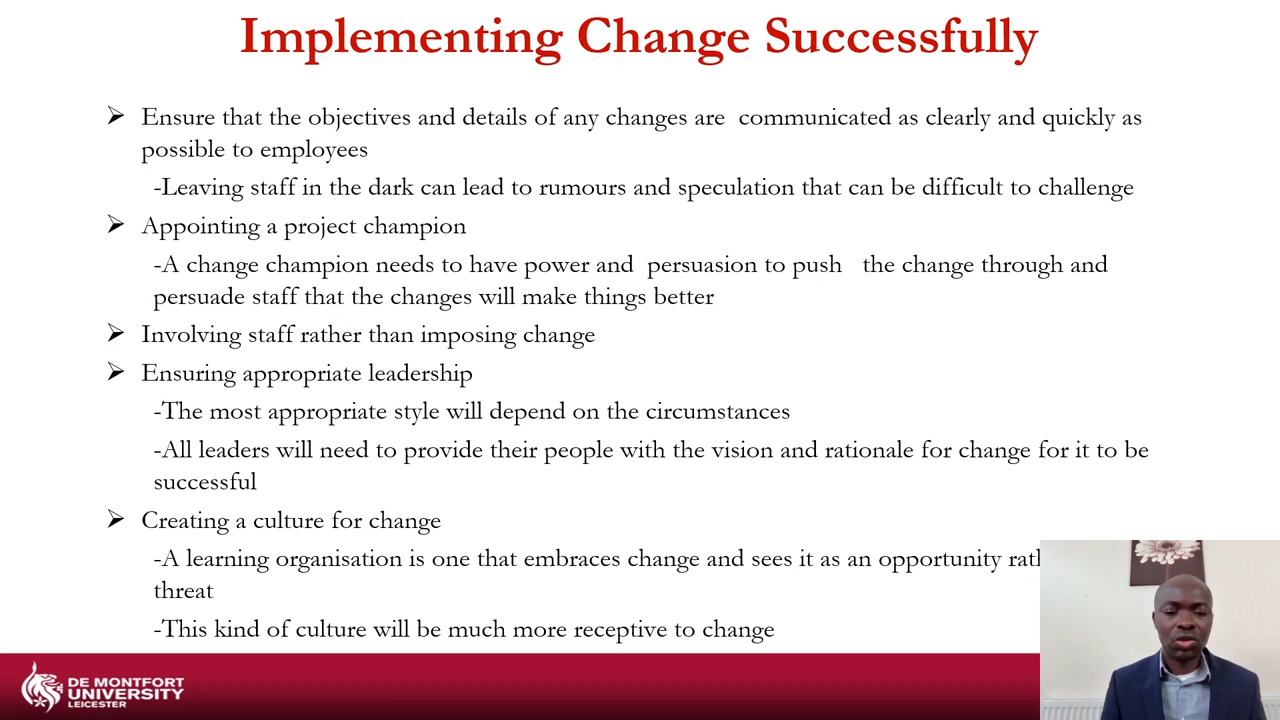 Implementing Change Successfully
Ensure that the objectives and details of any changes are communicated as clearly and quickly as
possible to employees
-Leaving staff in the dark can lead to rumours and speculation that can be difficult to challenge
Appointing a project champion
-A change champion needs to have power and persuasion to push the change through and
persuade staff that the changes will make things better
Involving staff rather than imposing change
Ensuring appropriate leadership
-The most appropriate style will depend on the circumstances
-All leaders will need to provide their people with the vision and rationale for change for it to be
successful
Creating a culture for change
-A learning organisation is one that embraces change and sees it as an opportunity
threat
-This kind of culture will be much more receptive to change
DE MONTFORT
UNIVERSITY
LEICESTER